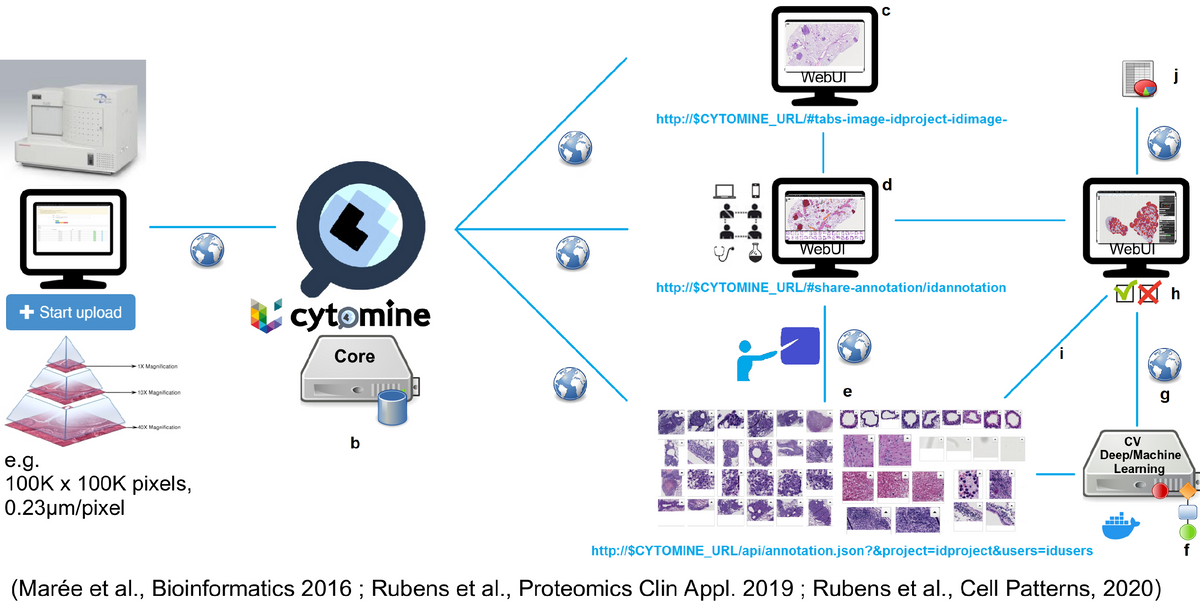 c
WebUI
http://$CYTOMINE_URL/#tabs-image-idproject-idimage-
j
d
WebUI
http://$CYTOMINE_URL/#share-annotation/idannotation
WebUI
h
+ Start upload
1X Magnification
10X Magnification
40X Magnification
e.g.
100K x 100K pixels,
0.23µm/pixel
cytomine
Core
b
e
i
g
CV
Deep/Machine
Learning
f
http://$CYTOMINE_URL/api/annotation.json?&project=idproject&users=idusers
(Marée et al., Bioinformatics 2016 ; Rubens et al., Proteomics Clin Appl. 2019 ; Rubens et al., Cell Patterns, 2020)